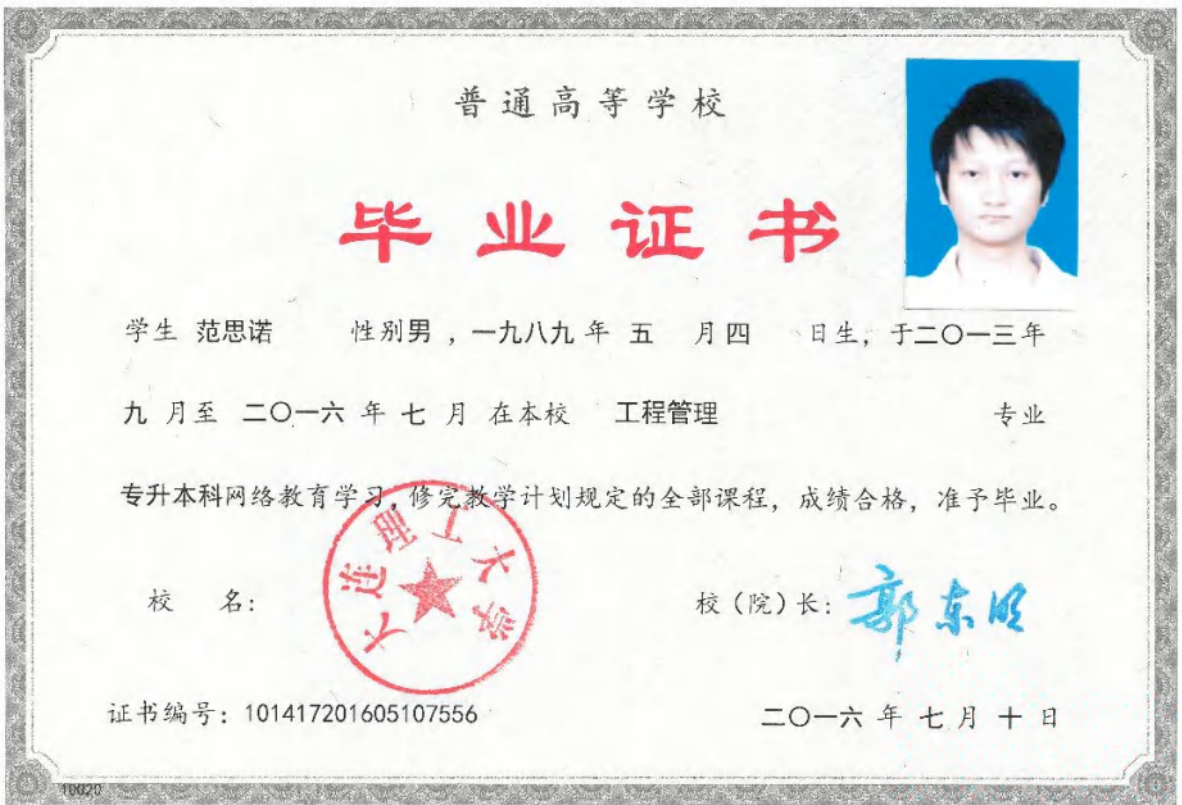 普通高等学校
毕业证书
学生 范思诺 性别男，一九八九年 五 月四 日生，于二〇一三年
九 月至 二〇一六 年 七 月 在本校 工程管理 专业
专升本科网络教育学习，修完教学计划规定的全部课程，成绩合格，准予毕业。
大连理工大学
校 名：
校（院）长：郭东明
证书编号：101417201605107556
二〇一六 年 七 月 十 日
10020